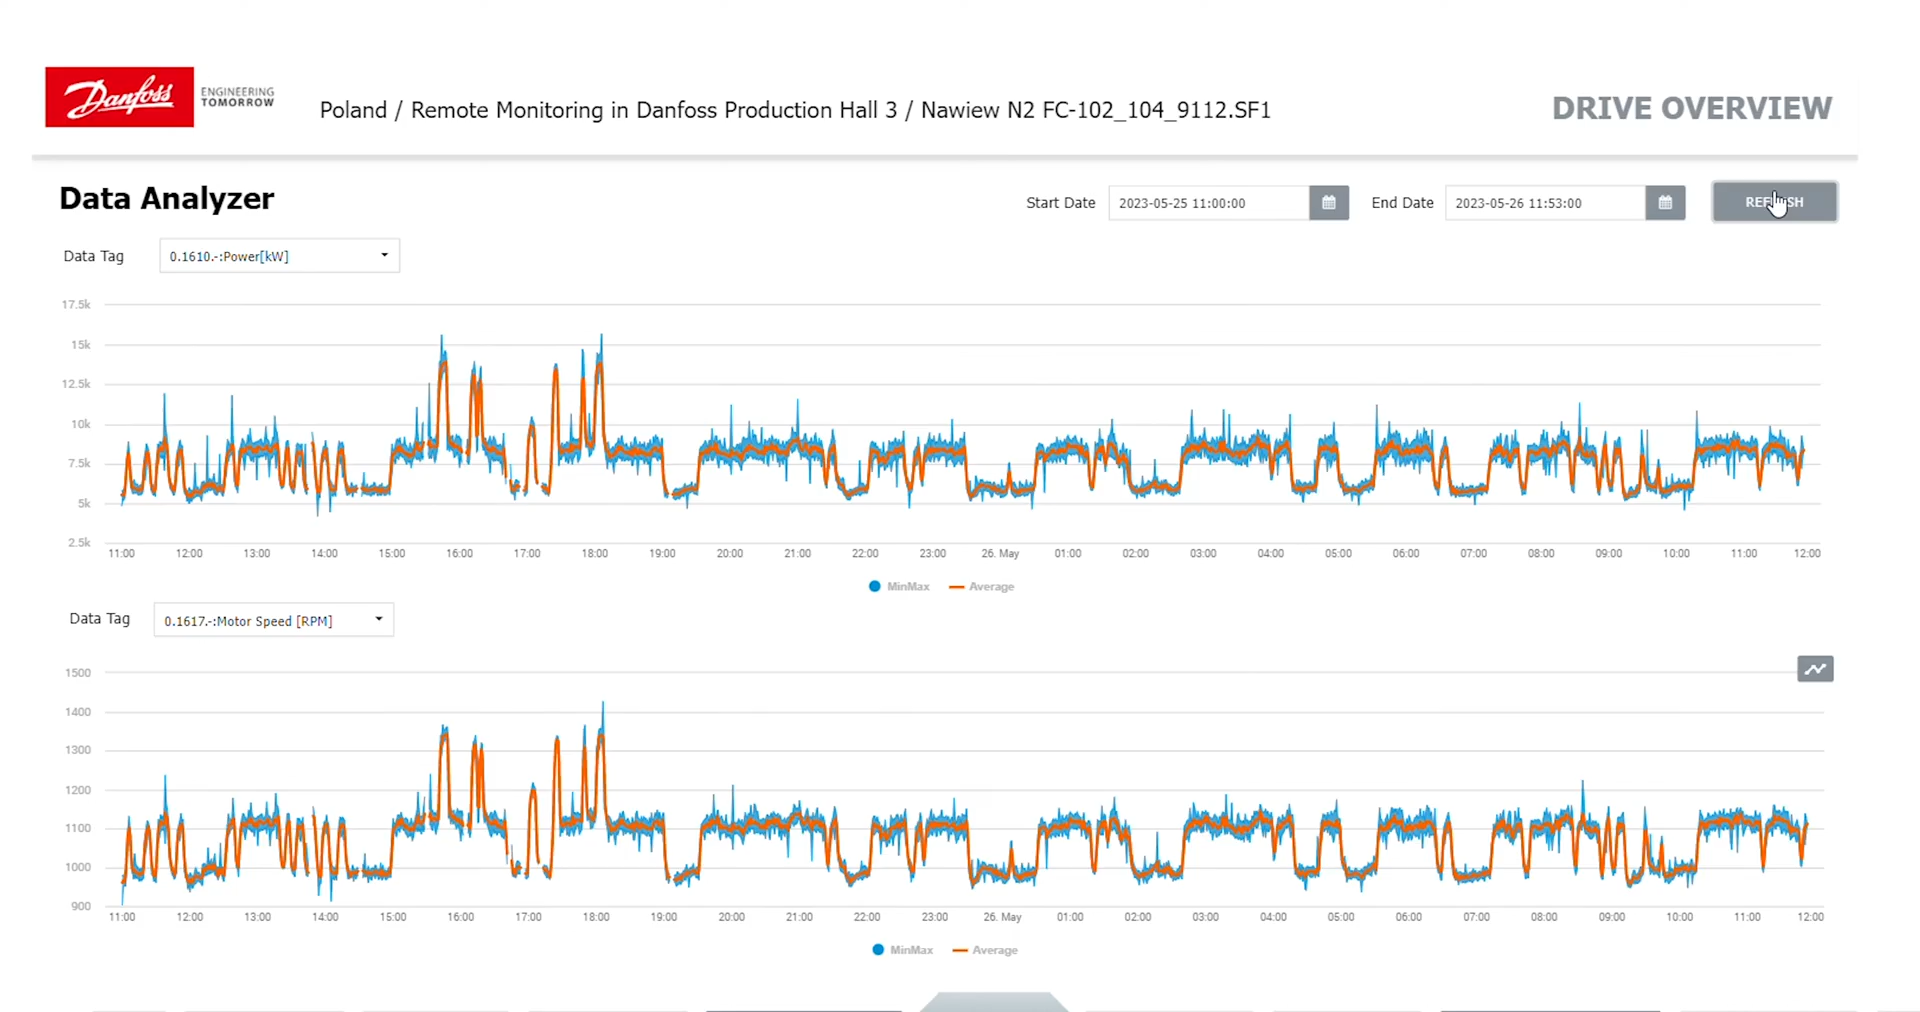 Danfoss
ENGINEERING
TOMORROW
Poland / Remote Monitoring in Danfoss Production Hall 3 / Nawiew N2 FC-102_104_9112.SF1
DRIVE OVERVIEW
Data Analyzer
Start Date 2023-05-25 11:00:00 End Date 2023-05-26 11:53:00
Data Tag 0.1610.-:Power[kW]
17.5k
15k
12.5k
10k
7.5k
5k
2.5k
11:00 12:00 13:00 14:00 15:00 16:00 17:00 18:00 19:00 20:00 21:00 22:00 23:00 26. May 01:00 02:00 03:00 04:00 05:00 06:00 07:00 08:00 09:00 10:00 11:00 12:00
MinMax Average
Data Tag 0.1617.-:Motor Speed [RPM]
1500
1400
1300
1200
1100
1000
900
11:00 12:00 13:00 14:00 15:00 16:00 17:00 18:00 19:00 20:00 21:00 22:00 23:00 26. May 01:00 02:00 03:00 04:00 05:00 06:00 07:00 08:00 09:00 10:00 11:00 12:00
MinMax Average